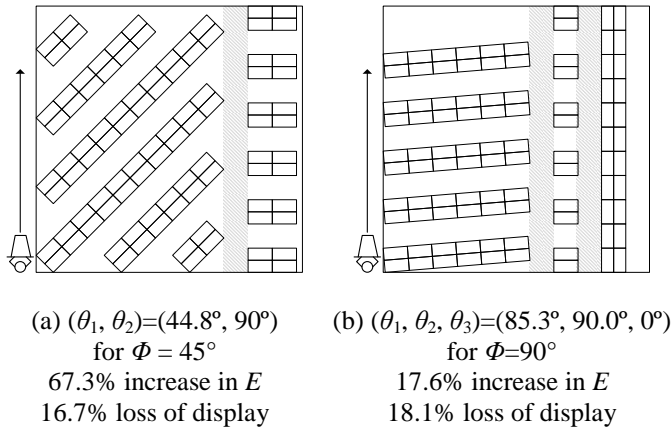 (a) (θ1, θ2)=(44.8º, 90º)
for Φ = 45°
67.3% increase in E
16.7% loss of display
(b) (θ1, θ2, θ3)=(85.3º, 90.0º, 0º)
for Φ=90°
17.6% increase in E
18.1% loss of display